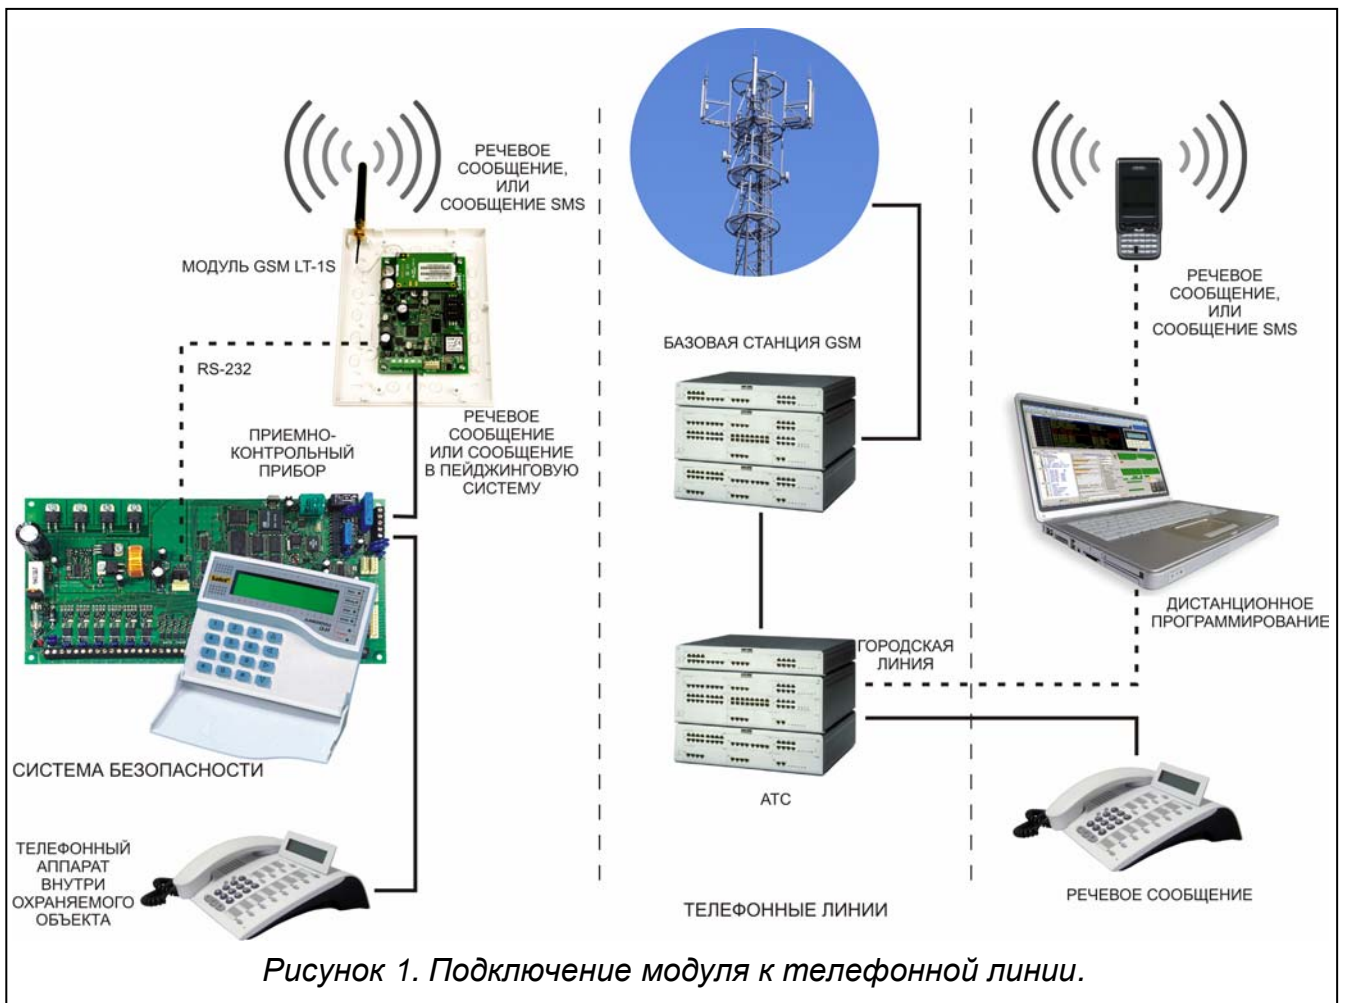 РЕЧЕВОЕ
СООБЩЕНИЕ,
ИЛИ
СООБЩЕНИЕ SMS
МОДУЛЬ GSM LT-1S
RS-232
ПРИЕМНО-
КОНТРОЛЬНЫЙ
ПРИБОР
РЕЧЕВОЕ
СООБЩЕНИЕ
ИЛИ СООБЩЕНИЕ
В ПЕЙДЖИНГОВУЮ
СИСТЕМУ
СИСТЕМА БЕЗОПАСНОСТИ
ТЕЛЕФОННЫЙ
АППАРАТ
ВНУТРИ
ОХРАНЯЕМОГО
ОБЪЕКТА
БАЗОВАЯ СТАНЦИЯ GSM
ГОРОДСКАЯ
ЛИНИЯ
АТС
ТЕЛЕФОННЫЕ ЛИНИИ
РЕЧЕВОЕ
СООБЩЕНИЕ,
ИЛИ
СООБЩЕНИЕ SMS
ДИСТАНЦИОННОЕ
ПРОГРАММИРОВАНИЕ
РЕЧЕВОЕ СООБЩЕНИЕ
Рисунок 1. Подключение модуля к телефонной линии.